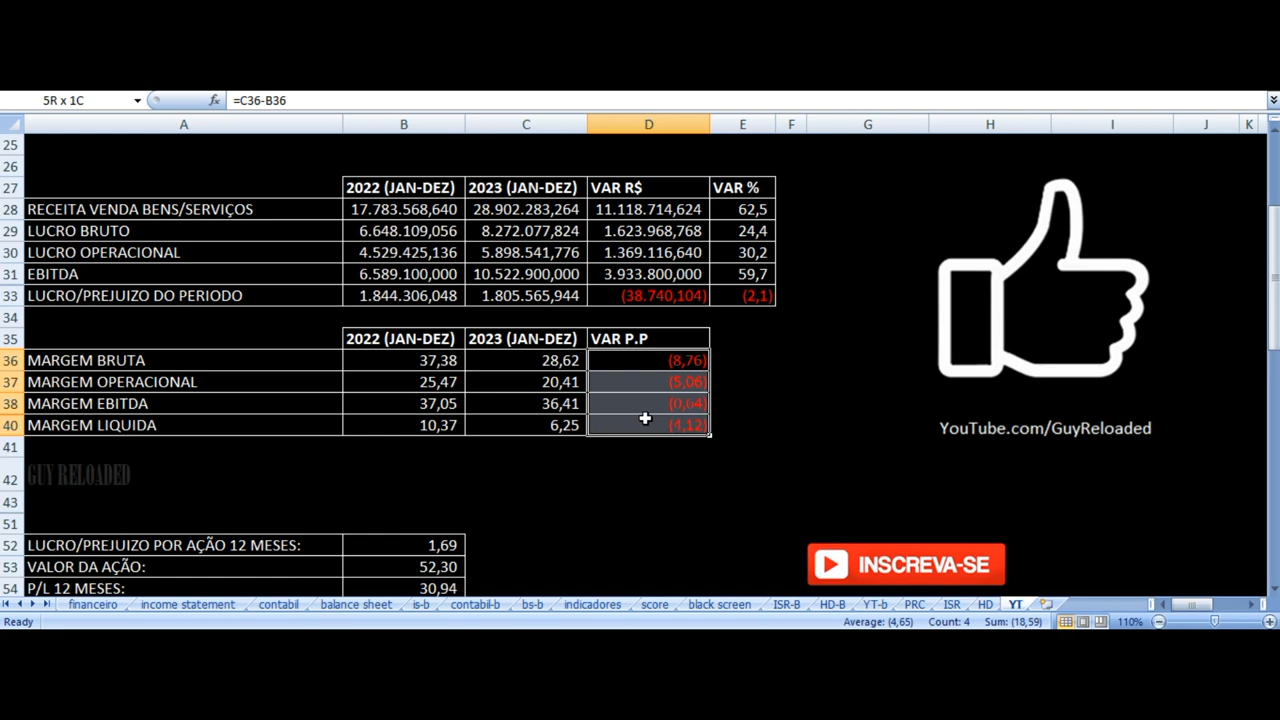 5R x 1C fx =C36-B36
A B C D E F G H I J K
25
26
27 2022 (JAN-DEZ) 2023 (JAN-DEZ) VAR R$ VAR %
28 RECEITA VENDA BENS/SERVIÇOS 17.783.568,640 28.902.283,264 11.118.714,624 62,5
29 LUCRO BRUTO 6.648.109,056 8.272.077,824 1.623.968,768 24,4
30 LUCRO OPERACIONAL 4.529.425,136 5.898.541,776 1.369.116,640 30,2
31 EBITDA 6.589.100,000 10.522.900,000 3.933.800,000 59,7
33 LUCRO/PREJUIZO DO PERIODO 1.844.306,048 1.805.565,944 (38.740,104) (2,1)
34
35 2022 (JAN-DEZ) 2023 (JAN-DEZ) VAR P.P
36 MARGEM BRUTA 37,38 28,62 (8,76)
37 MARGEM OPERACIONAL 25,47 20,41 (5,06)
38 MARGEM EBITDA 37,05 36,41 (0,64)
40 MARGEM LIQUIDA 10,37 6,25 (4,12)
YouTube.com/GuyReloaded
41
42 GUY RELOADED
43
51
52 LUCRO/PREJUIZO POR AÇÃO 12 MESES: 1,69
53 VALOR DA AÇÃO: 52,30
INSCREVA-SE
54 P/L 12 MESES: 30,94
financeiro income statement contabil balance sheet is-b contabil-b bs-b indicadores score black screen ISR-B HD-B YT-b PRC ISR HD YT
Ready Average: (4,65) Count: 4 Sum: (18,59) 110%